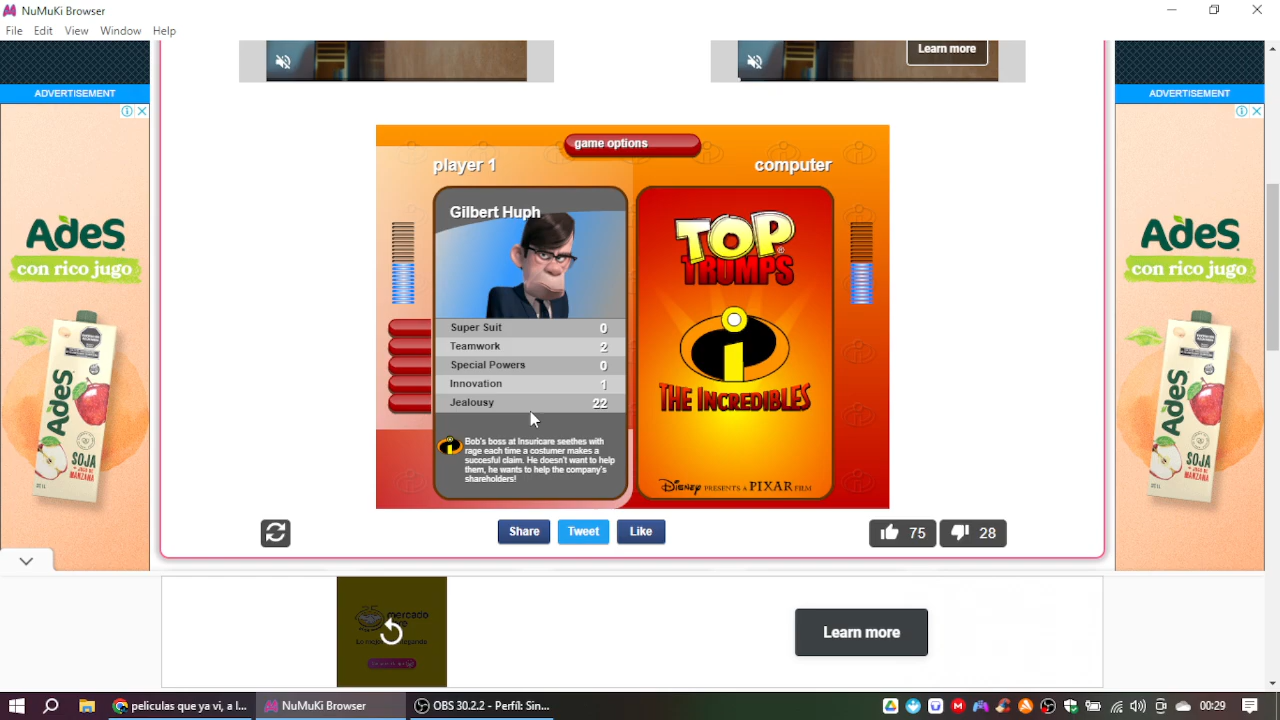 NuMuKi Browser
File Edit View Window Help
Learn more
ADVERTISEMENT
ADVERTISEMENT
game options
player 1
computer
Gilbert Huph
Super Suit 0
Teamwork 2
Special Powers 0
Innovation 1
Jealousy 22
Bob's boss at Insuricare seethes with
rage each time a costumer makes a
succesful claim. He doesn't want to help
them, he wants to help the company's
shareholders!
TOP
TRUMPS
THE INCREDIBLES
DISNEY PRESENTS A PIXAR FILM
AdeS
con rico jugo
AdeS
SOJA
MANZANA
AdeS
con rico jugo
AdeS
SOJA
MANZANA
Share
Tweet
Like
75
28
mercado
Learn more
peliculas que ya vi, a l...
NuMuKi Browser
OBS 30.2.2 - Perfil: Sin...
00:29